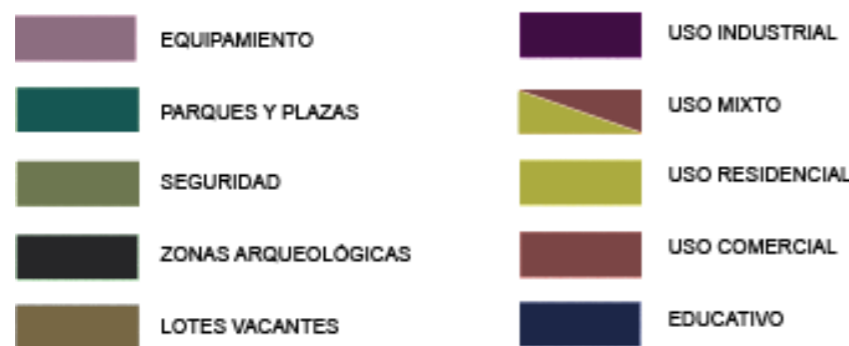 EQUIPAMIENTO
PARQUES Y PLAZAS
SEGURIDAD
ZONAS ARQUEOLÓGICAS
LOTES VACANTES
USO INDUSTRIAL
USO MIXTO
USO RESIDENCIAL
USO COMERCIAL
EDUCATIVO